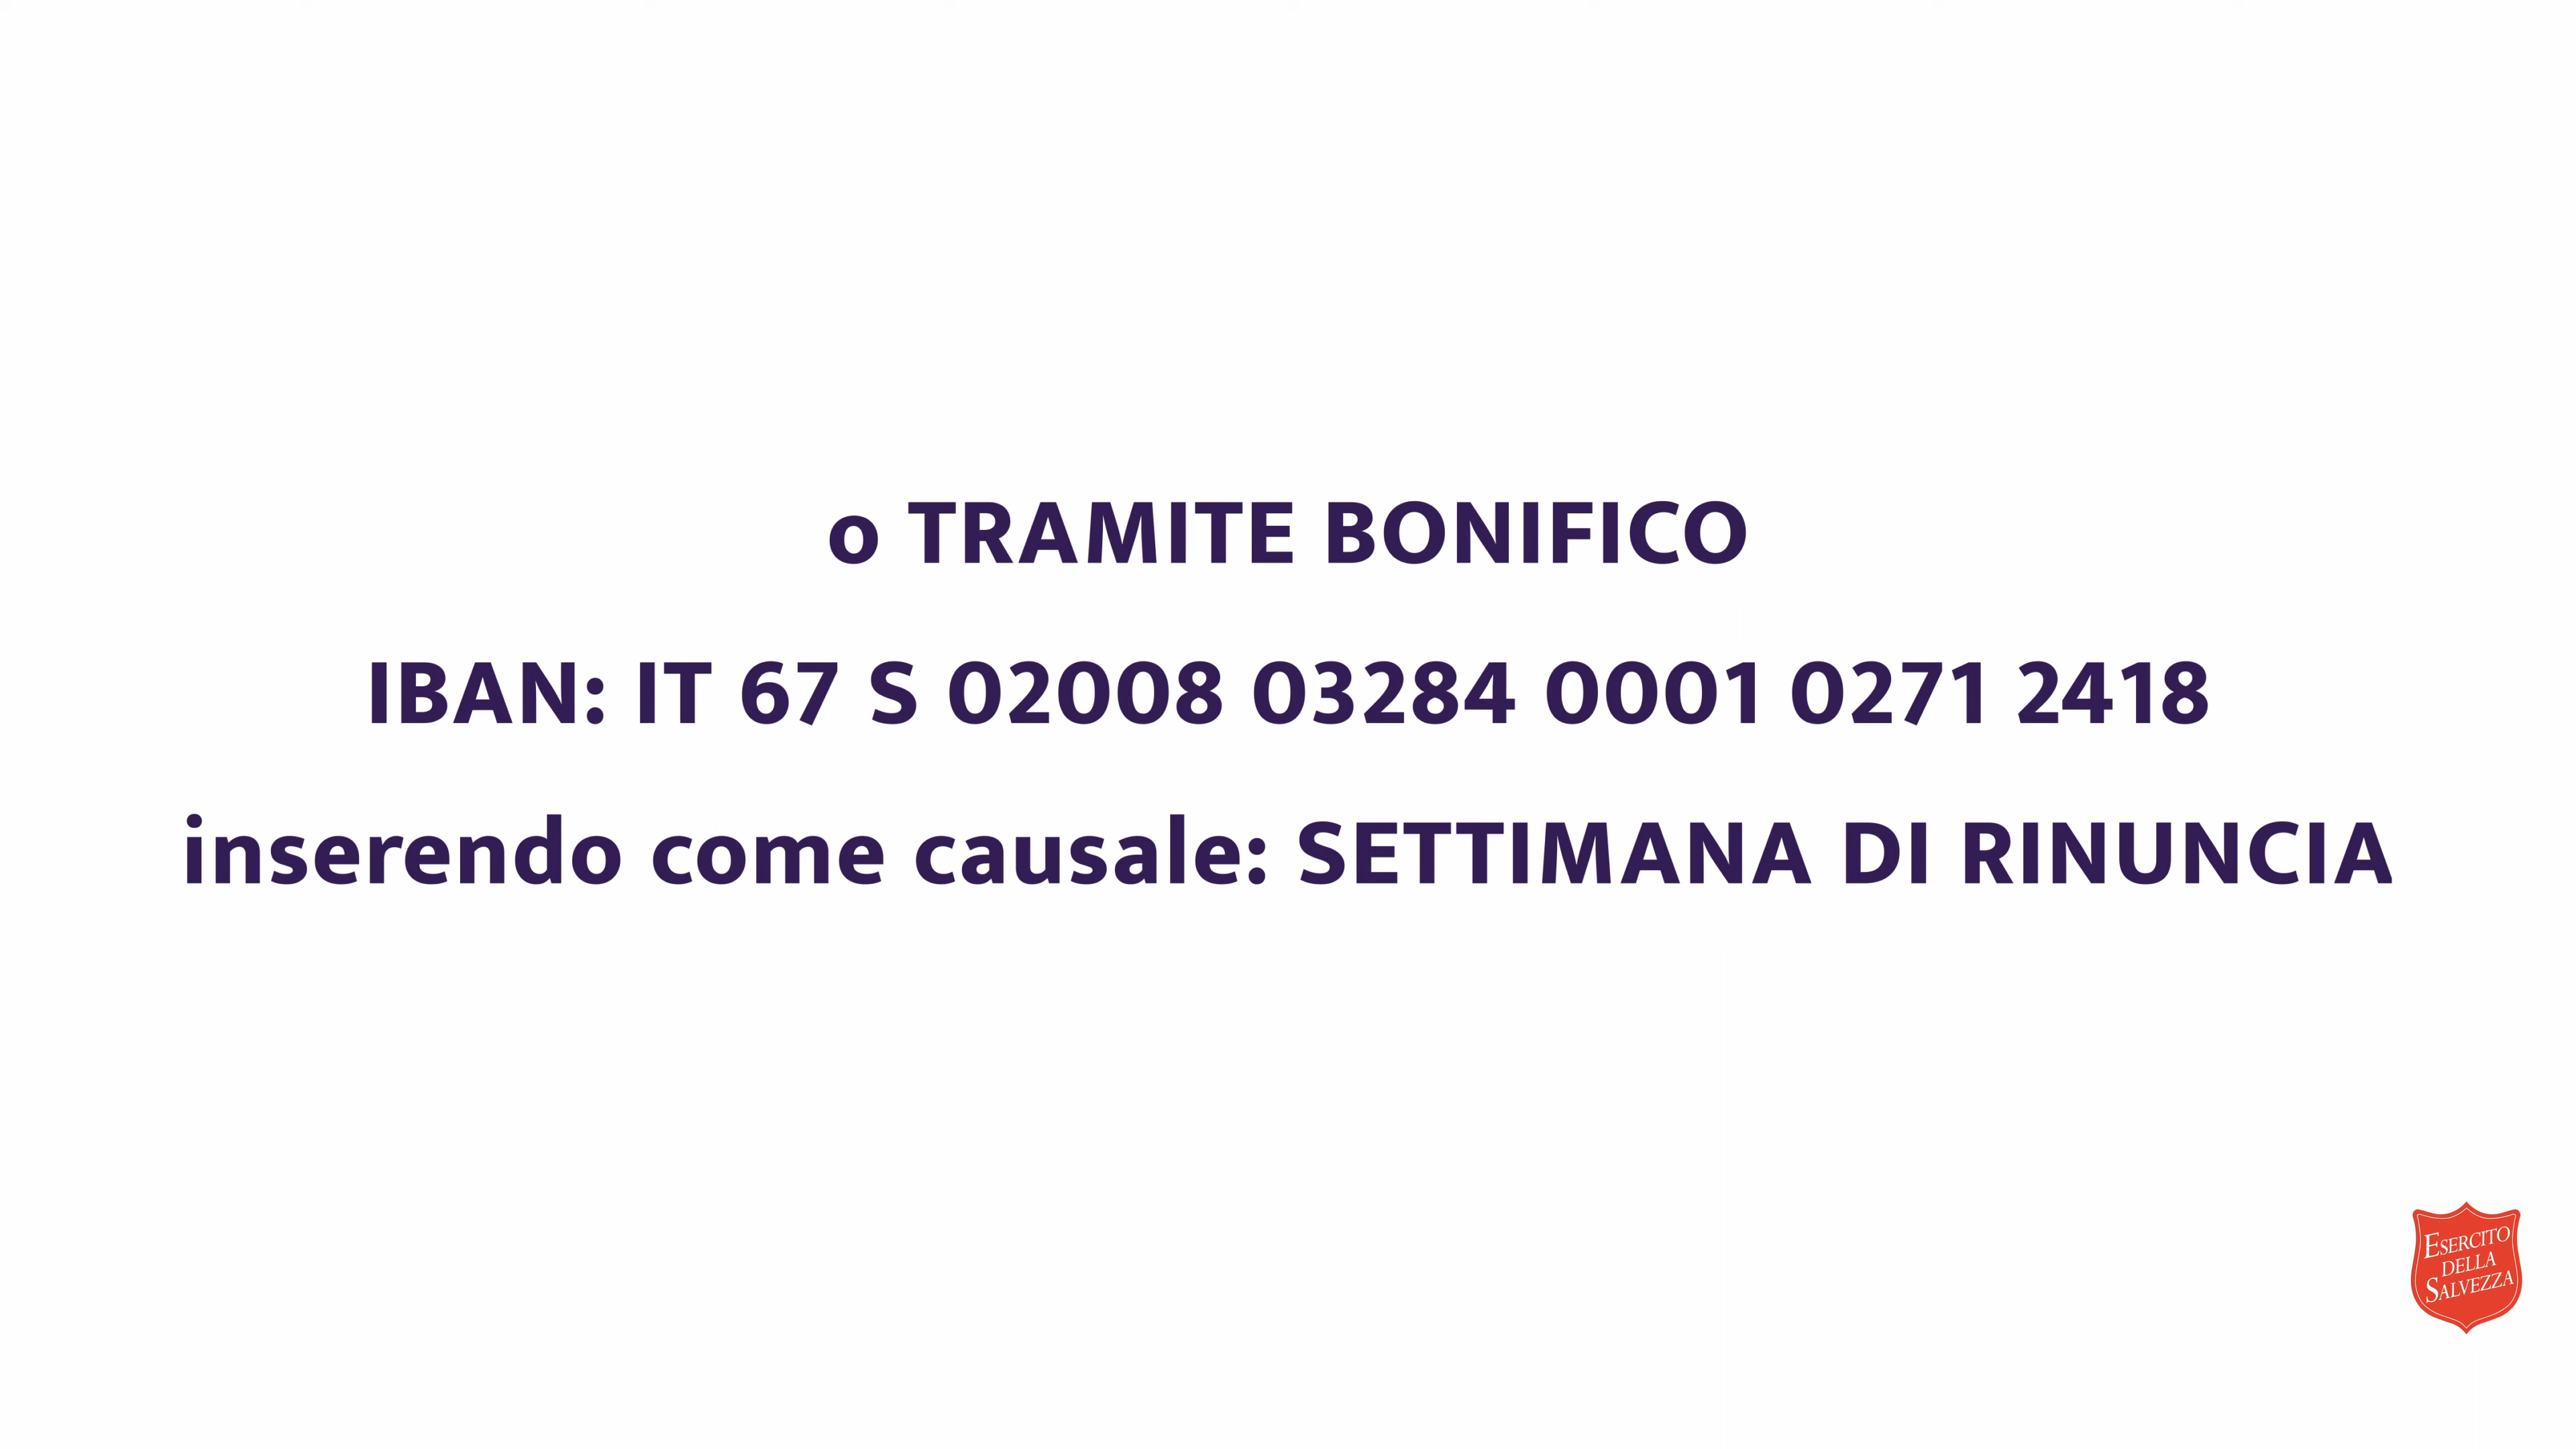 o TRAMITE BONIFICO
IBAN: IT 67 S 02008 03284 0001 0271 2418
inserendo come causale: SETTIMANA DI RINUNCIA
ESERCITO
DELLA
SALVEZZA